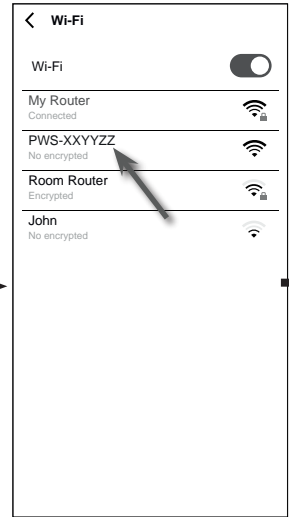 Wi-Fi
Wi-Fi
My Router
Connected
PWS-XXYYZZ
No encrypted
Room Router
Encrypted
John
No encrypted